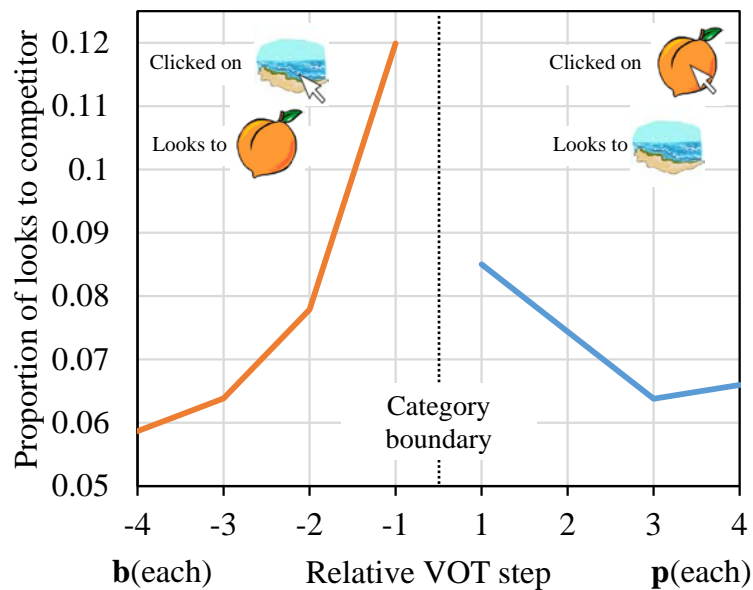 Proportion of looks to competitor
0.12
0.11
0.1
0.09
0.08
0.07
0.06
0.05
Clicked on
Looks to
Clicked on
Looks to
Category
boundary
-4 -3 -2 -1 1 2 3 4
b(each) Relative VOT step p(each)